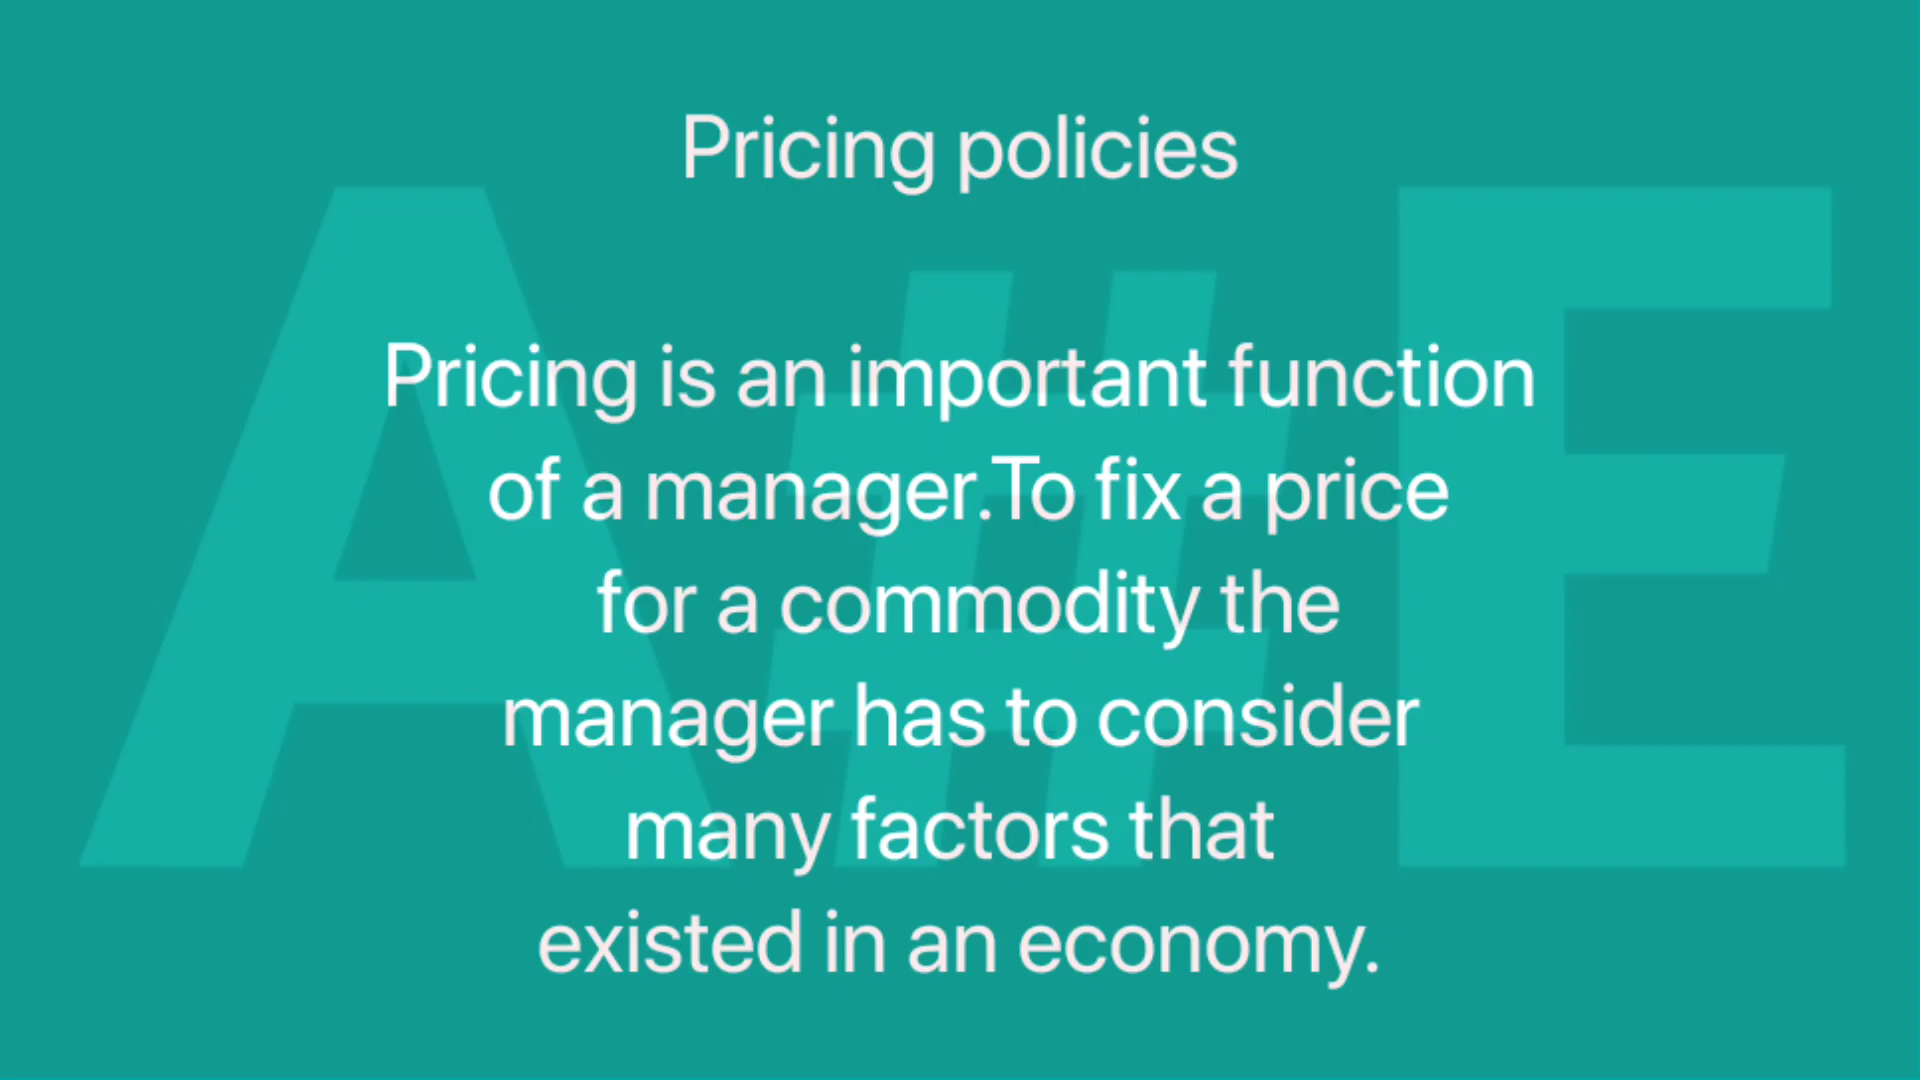 Pricing policies
Pricing is an important function
of a manager.To fix a price
for a commodity the
manager has to consider
many factors that
existed in an economy.
A#E